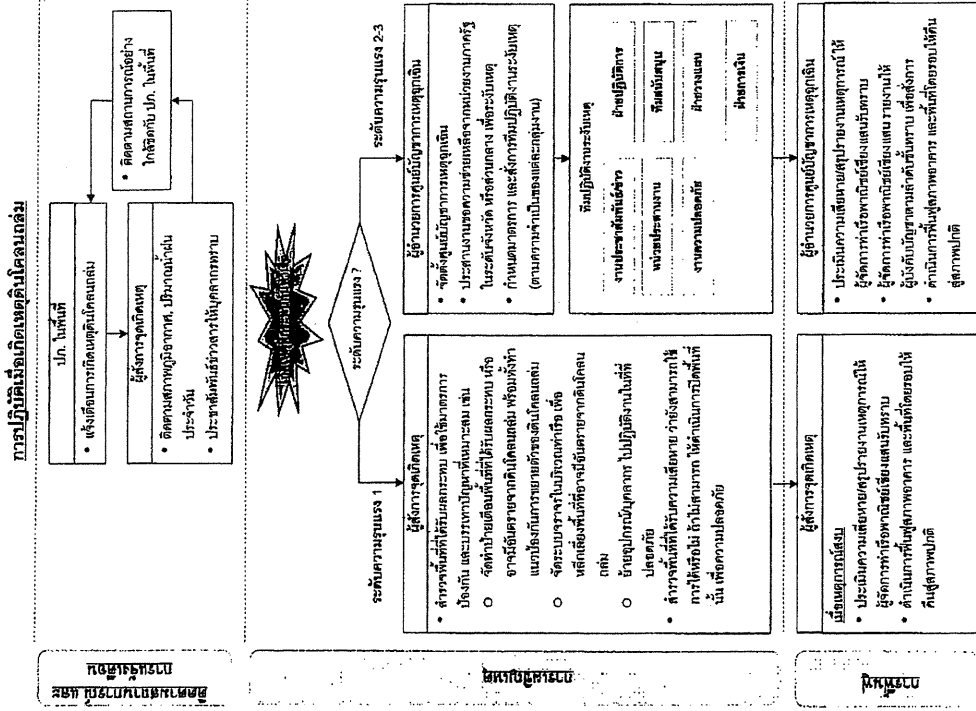 การปฏิบัติเมื่อเกิดเหตุดินโคลนถล่ม
ติดตามสถานการณ์ และ
การแจ้งเตือน
ปภ. ในพื้นที่
• แจ้งเตือนการเกิดเหตุดินโคลนถล่ม
• ติดตามสถานการณ์อย่าง
ใกล้ชิดกับ ปภ. ในพื้นที่
ผู้สั่งการจุดเกิดเหตุ
• ติดตามสภาพภูมิอากาศ, ปริมาณน้ำฝน
ประจำวัน
• ประชาสัมพันธ์ข่าวสารให้บุคลากรทราบ
การเผชิญเหตุ
ระดับความรุนแรง ?
ระดับความรุนแรง 1
ระดับความรุนแรง 2-3
ผู้สั่งการจุดเกิดเหตุ
• สำรวจพื้นที่ที่ได้รับผลกระทบ เพื่อใช้มาตรการ
ป้องกัน และบรรเทาปัญหาที่เหมาะสม เช่น
○ จัดทำป้ายเตือนพื้นที่ที่ได้รับผลกระทบ หรือ
อาจมีอันตรายจากดินโคลนถล่ม พร้อมทั้งทำ
แนวป้องกันการขยายตัวของดินโคลนถล่ม
○ จัดระบบจราจรในบริเวณท่าเรือ เพื่อ
หลีกเลี่ยงพื้นที่ที่อาจมีอันตรายจากดินโคลน
ถล่ม
○ ย้ายอุปกรณ์/บุคลากร ไปปฏิบัติงานในที่ที่
ปลอดภัย
• สำรวจพื้นที่ที่ได้รับความเสียหาย ว่ายังสามารถใช้
การได้หรือไม่ ถ้าไม่สามารถ ให้ดำเนินการปิดพื้นที่
นั้น เพื่อความปลอดภัย
ผู้อำนวยการศูนย์บัญชาการเหตุฉุกเฉิน
• จัดตั้งศูนย์บัญชาการเหตุฉุกเฉิน
• ประสานงานขอความช่วยเหลือจากหน่วยงานภาครัฐ
ในระดับจังหวัด หรือส่วนกลาง เพื่อระงับเหตุ
• กำหนดมาตรการ และสั่งการทีมปฏิบัติงานระงับเหตุ
(ตามความจำเป็นของแต่ละกลุ่มงาน)
ทีมปฏิบัติงานระงับเหตุ
งานประชาสัมพันธ์/ข่าว
ฝ่ายปฏิบัติการ
หน่วยประสานงาน
ทีมสนับสนุน
งานความปลอดภัย
ฝ่ายวางแผน
ฝ่ายการเงิน
การฟื้นฟู
ผู้สั่งการจุดเกิดเหตุ
เมื่อเหตุการณ์สงบ
• ประเมินความเสียหาย/สรุปรายงานเหตุการณ์ให้
ผู้จัดการท่าเรือพาณิชย์เชียงแสนรับทราบ
• ดำเนินการฟื้นฟูสภาพอาคาร และพื้นที่โดยรอบให้
คืนสู่สภาพปกติ
ผู้อำนวยการศูนย์บัญชาการเหตุฉุกเฉิน
• ประเมินความเสียหาย/สรุปรายงานเหตุการณ์ ให้
ผู้จัดการท่าเรือพาณิชย์เชียงแสนรับทราบ
• ผู้จัดการท่าเรือพาณิชย์เชียงแสน รายงานให้
ผู้บังคับบัญชาตามลำดับชั้นทราบ เพื่อสั่งการ
• ดำเนินการฟื้นฟูสภาพอาคาร และพื้นที่โดยรอบให้คืน
สู่สภาพปกติ